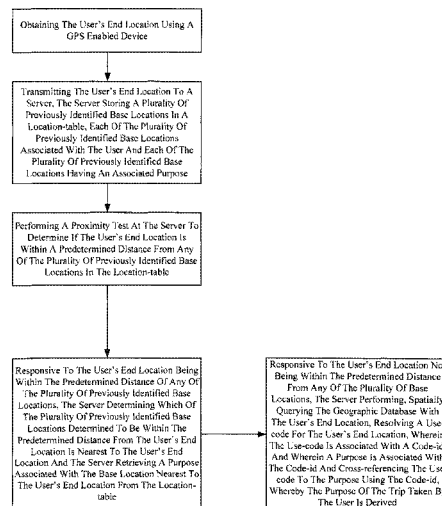 Obtaining The User's End Location Using A
GPS Enabled Device
Transmitting The User's End Location To A
Server, The Server Storing A Plurality Of
Previously Identified Base Locations In A
Location-table, Each Of The Plurality Of
Previously Identified Base Locations
Associated With The User And Each Of The
Plurality Of Previously Identified Base
Locations Having An Associated Purpose
Performing A Proximity Test At The Server To
Determine If The User's End Location Is
Within A Predetermined Distance From Any
Of The Plurality Of Previously Identified Base
Locations In The Location-table
Responsive To The User's End Location Being
Within The Predetermined Distance Of Any Of
The Plurality Of Previously Identified Base
Locations, The Server Determining Which Of
The Plurality Of Previously Identified Base
Locations Determined To Be Within The
Predetermined Distance From The User's End
Location Is Nearest To The User's End
Location And The Server Retrieving A Purpose
Associated With The Base Location Nearest To
The User's End Location From The Location-
table
Responsive To The User's End Location No
Being Within The Predetermined Distance
From Any Of The Plurality Of Base
Locations, The Server Performing, Spatially
Querying The Geographic Database With
The User's End Location, Resolving A Use-
code For The User's End Location, Wherein
The Use-code Is Associated With A Code-id
And Wherein A Purpose is Associated With
The Code-id And Cross-referencing The Use
code To The Purpose Using The Code-id,
Whereby The Purpose Of The Trip Taken B
The User Is Derived